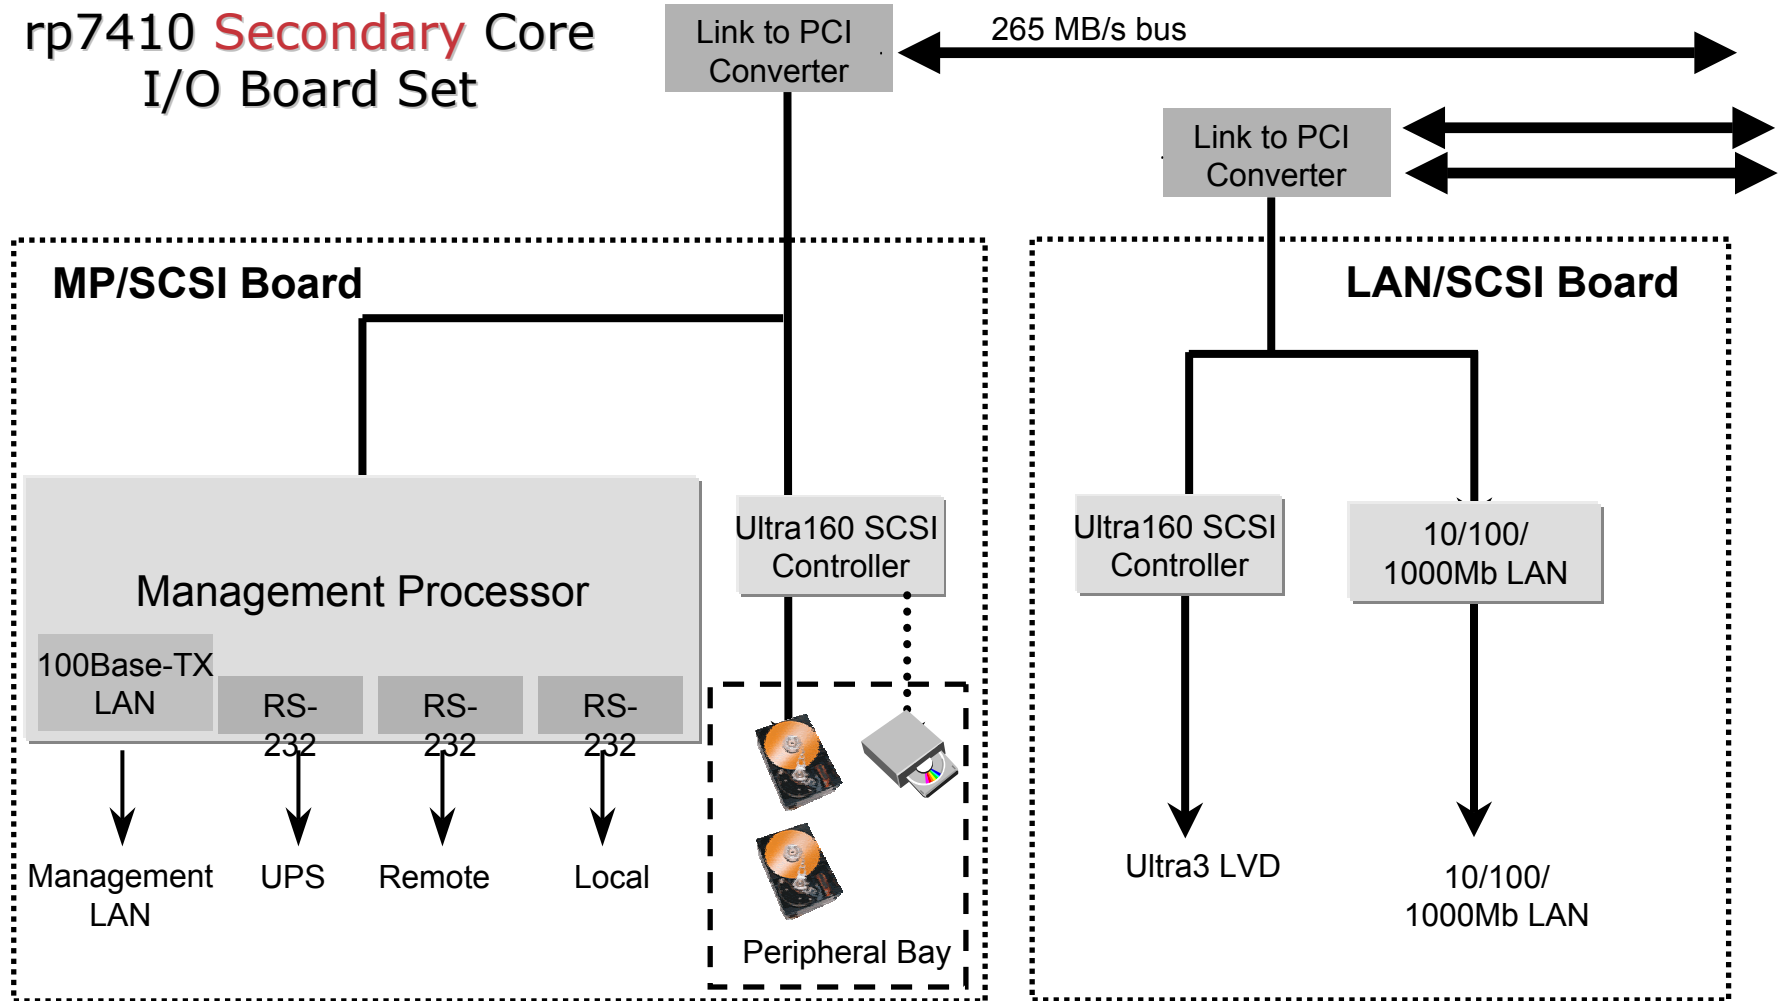 rp7410 Secondary Core
I/O Board Set
Link to PCI
Converter
265 MB/s bus
Link to PCI
Converter
MP/SCSI Board
LAN/SCSI Board
Management Processor
100Base-TX
LAN
RS-
232
RS-
232
RS-
232
Ultra160 SCSI
Controller
Ultra160 SCSI
Controller
10/100/
1000Mb LAN
Management
LAN
UPS
Remote
Local
Peripheral Bay
Ultra3 LVD
10/100/
1000Mb LAN